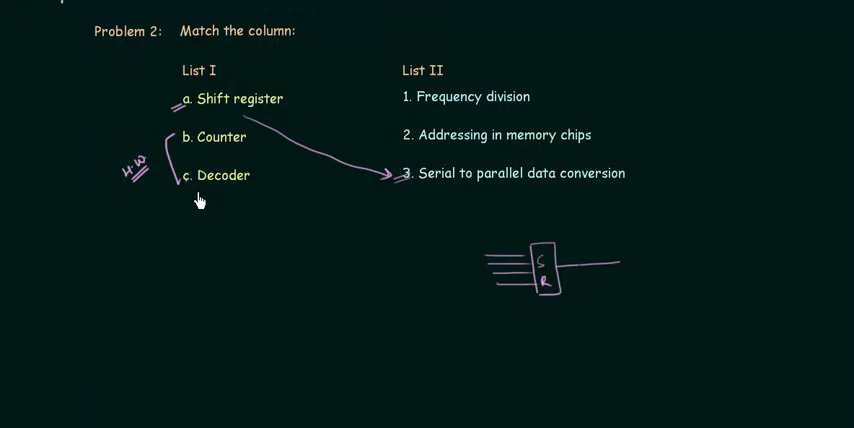 Problem 2: Match the column:
List I List II
a. Shift register 1. Frequency division
b. Counter 2. Addressing in memory chips
H.W
c. Decoder 3. Serial to parallel data conversion
S
R